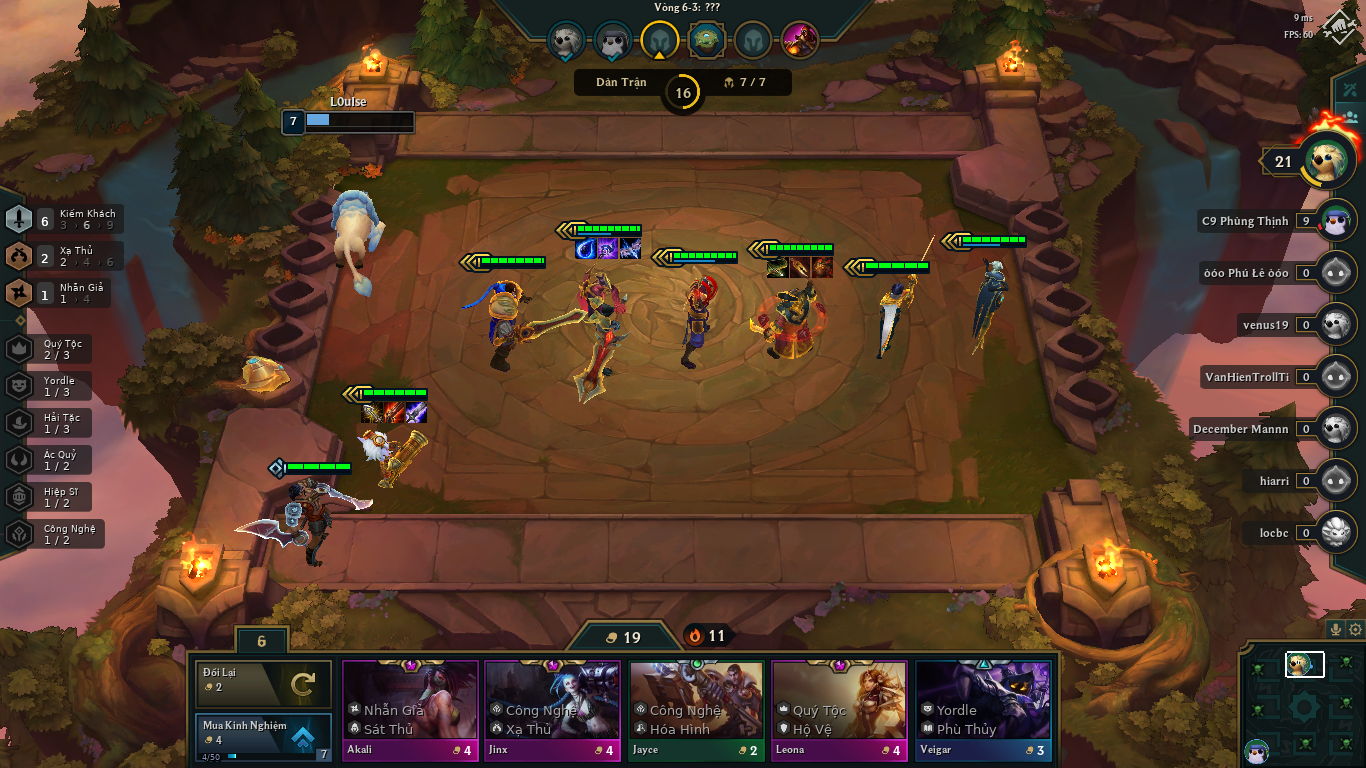 Vòng 6-3: ???
9 ms
FPS: 60
Dàn Trận
16
7 / 7
L0u1se
7
21
C9 Phùng Thịnh 9
òóo Phú Lê òóo 0
venus19 0
VanHienTrollTi 0
December Mannn 0
hiarri 0
locbc 0
6
Kiếm Khách
3 › 6 › 9
2
Xạ Thủ
2 › 4 › 6
1
Nhẫn Giả
1 › 4
Quý Tộc
2 / 3
Yordle
1 / 3
Hải Tặc
1 / 3
Ác Quỷ
1 / 2
Hiệp Sĩ
1 / 2
Công Nghệ
1 / 2
6
19
11
Đổi Lại
2
Mua Kinh Nghiệm
4
4/50
7
Nhẫn Giả
Sát Thủ
Akali 4
Công Nghệ
Xạ Thủ
Jinx 4
Công Nghệ
Hóa Hình
Jayce 2
Quý Tộc
Hộ Vệ
Leona 4
Yordle
Phù Thủy
Veigar 3